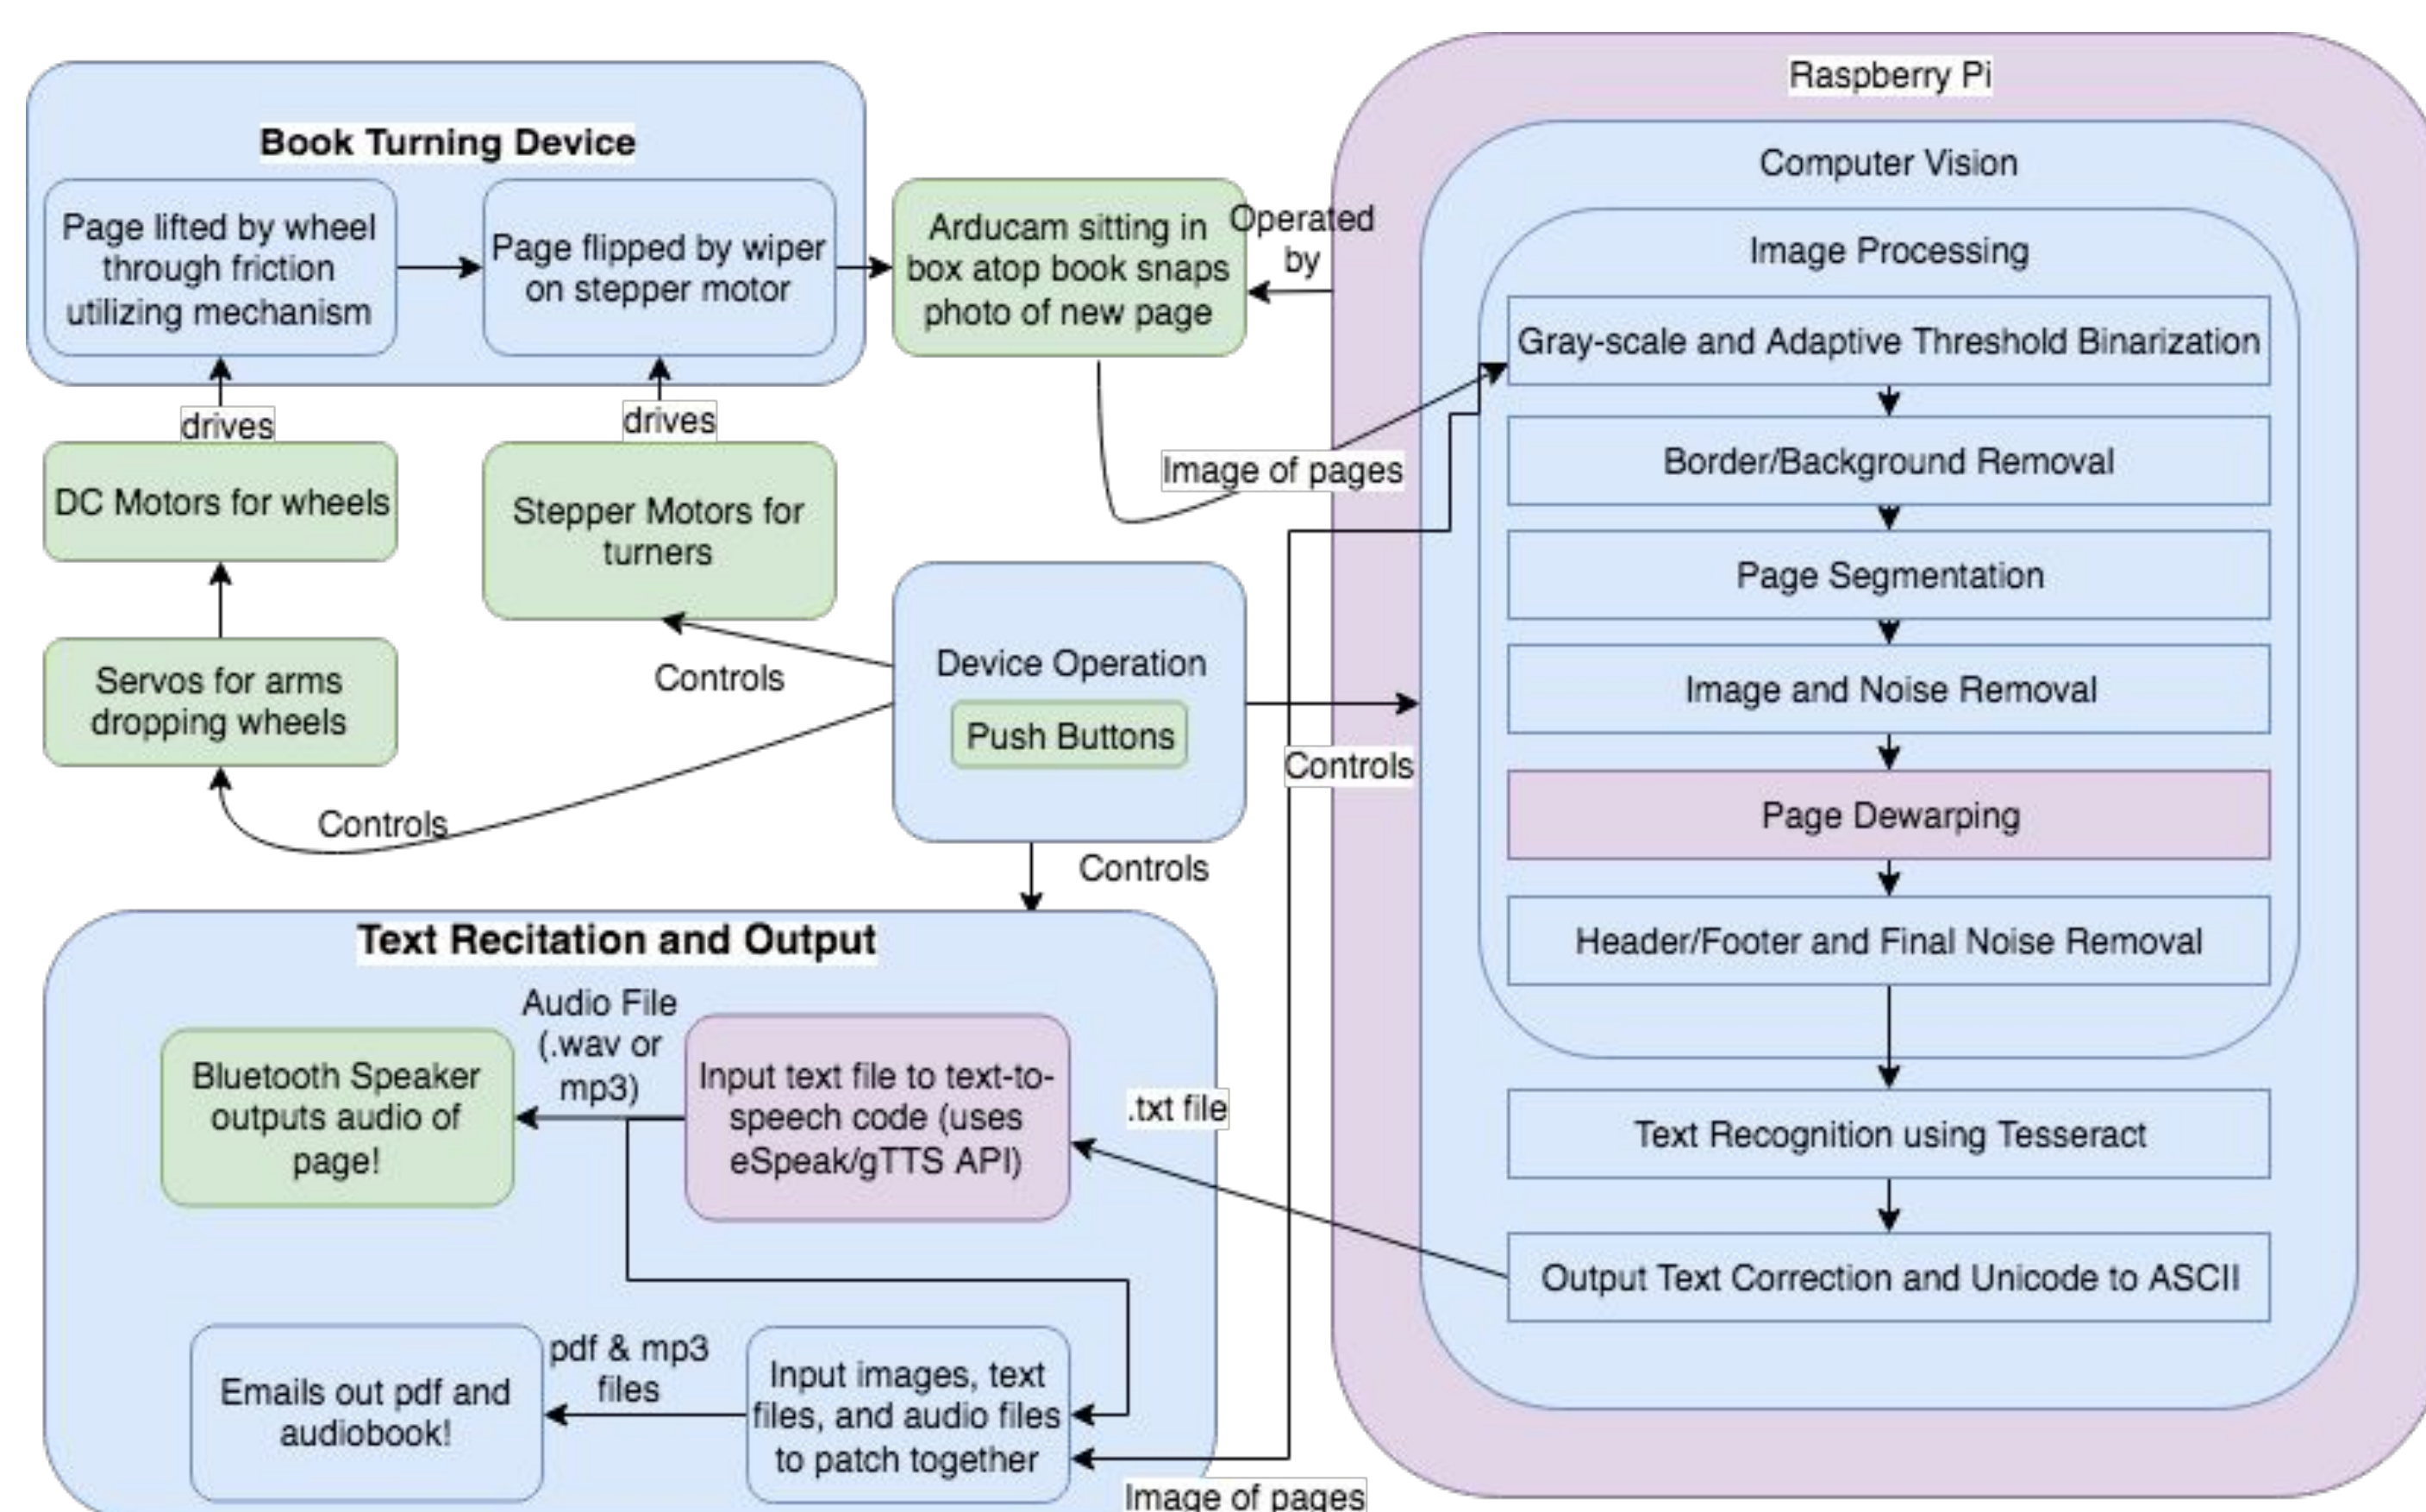 Book Turning Device
Page lifted by wheel
through friction
utilizing mechanism
Page flipped by wiper
on stepper motor
Arducam sitting in
box atop book snaps
photo of new page
Operated
by
drives
drives
DC Motors for wheels
Stepper Motors for
turners
Servos for arms
dropping wheels
Controls
Controls
Device Operation
Push Buttons
Controls
Controls
Image of pages
Raspberry Pi
Computer Vision
Image Processing
Gray-scale and Adaptive Threshold Binarization
Border/Background Removal
Page Segmentation
Image and Noise Removal
Page Dewarping
Header/Footer and Final Noise Removal
Text Recognition using Tesseract
Output Text Correction and Unicode to ASCII
Text Recitation and Output
Audio File
(.wav or
mp3)
Bluetooth Speaker
outputs audio of
page!
Input text file to text-to-
speech code (uses
eSpeak/gTTS API)
.txt file
Emails out pdf and
audiobook!
pdf & mp3
files
Input images, text
files, and audio files
to patch together
Image of pages